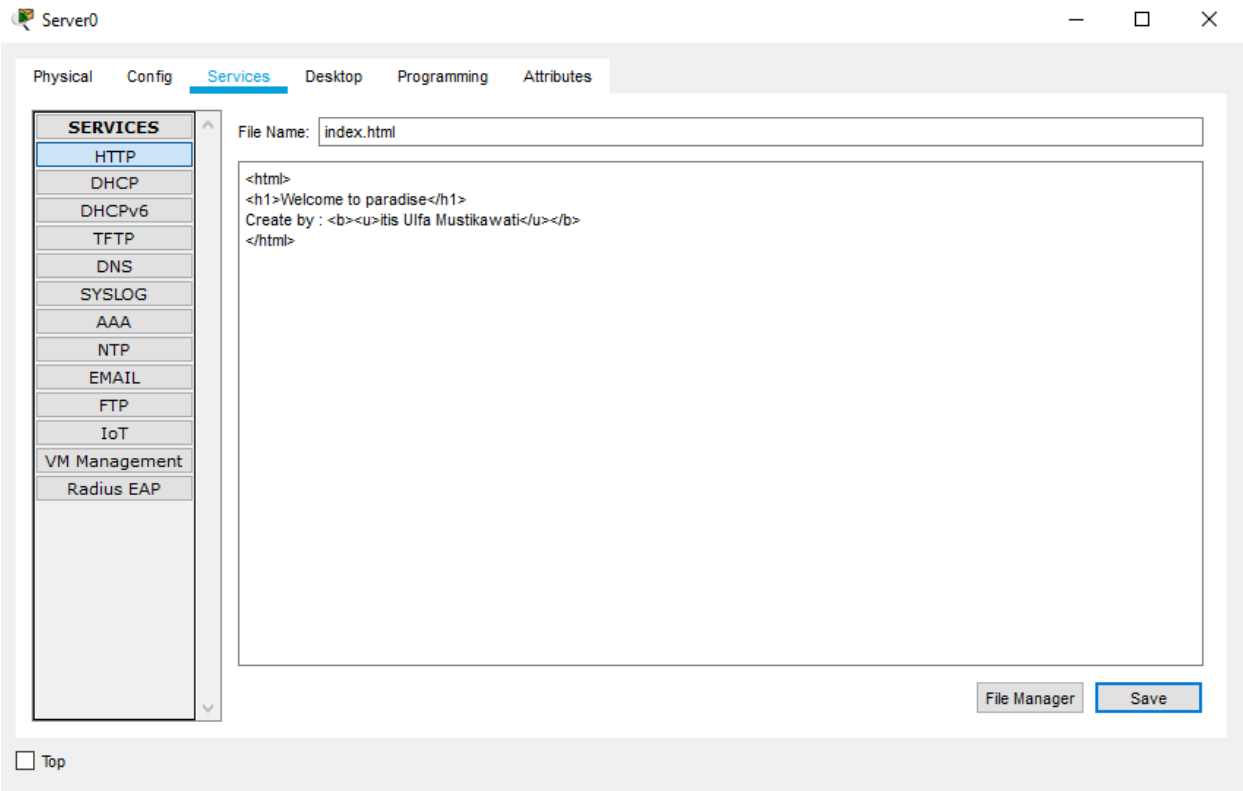 Server0
Physical Config Services Desktop Programming Attributes
SERVICES
HTTP
DHCP
DHCPv6
TFTP
DNS
SYSLOG
AAA
NTP
EMAIL
FTP
IoT
VM Management
Radius EAP
File Name: index.html
<html>
<h1>Welcome to paradise</h1>
Create by : <b><u>itis Ulfa Mustikawati</u></b>
</html>
File Manager Save
Top